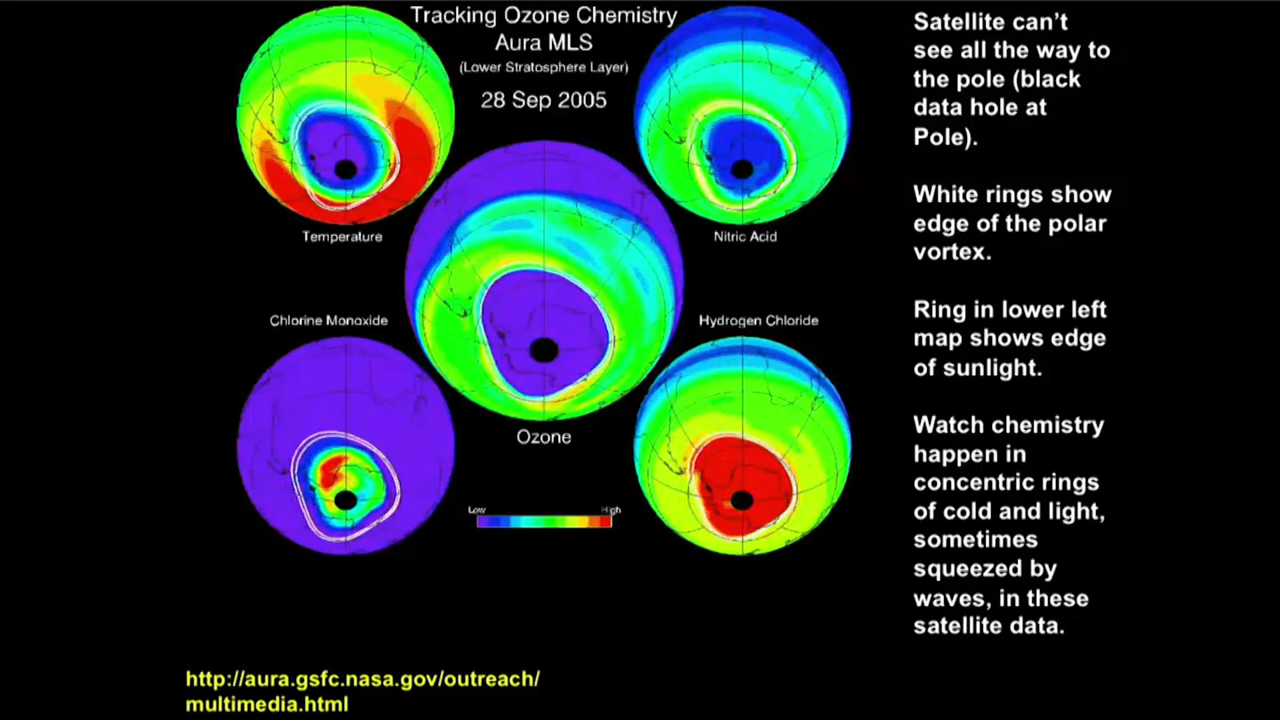 Tracking Ozone Chemistry
Aura MLS
(Lower Stratosphere Layer)
28 Sep 2005
Temperature
Nitric Acid
Chlorine Monoxide
Hydrogen Chloride
Ozone
Low
High
Satellite can’t
see all the way to
the pole (black
data hole at
Pole).
White rings show
edge of the polar
vortex.
Ring in lower left
map shows edge
of sunlight.
Watch chemistry
happen in
concentric rings
of cold and light,
sometimes
squeezed by
waves, in these
satellite data.
http://aura.gsfc.nasa.gov/outreach/
multimedia.html